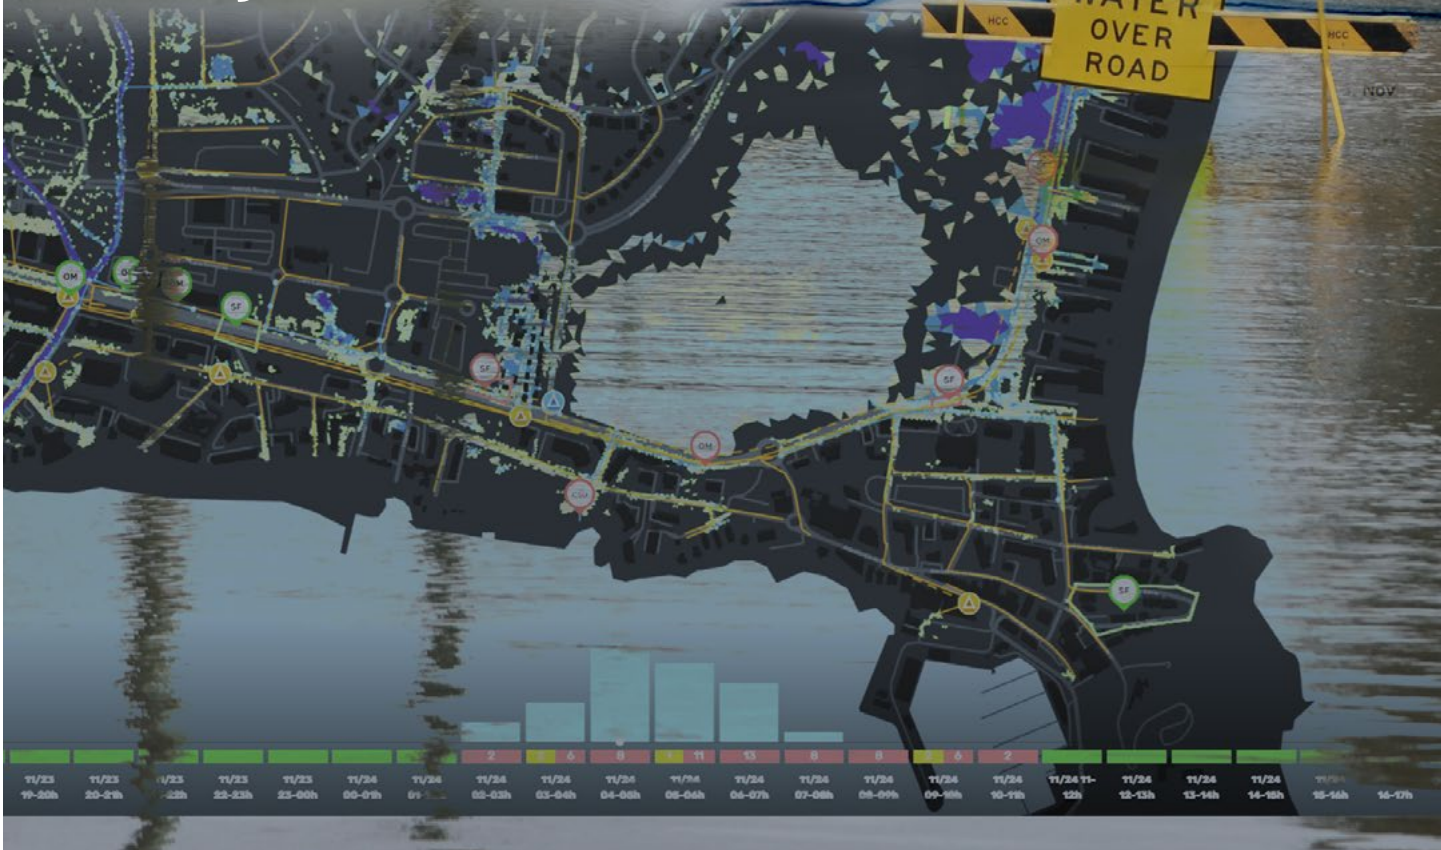 WATER
OVER
ROAD
HCC
HCC
NOV
OM
SF
OM
SF
SF
OM
SF
2 6 8 11 13 8 8 6 2
11/23 11/23 11/23 11/23 11/24 11/24 11/24 11/24 11/24 11/24 11/24 11/24 11/24 11/24 11/24 11/24 11- 11/24 11/24 11/24
19-20h 20-21h 22-23h 23-00h 00-01h 02-03h 03-04h 04-05h 05-06h 06-07h 07-08h 08-09h 09-10h 10-11h 12h 12-13h 13-14h 14-15h 15-16h 16-17h